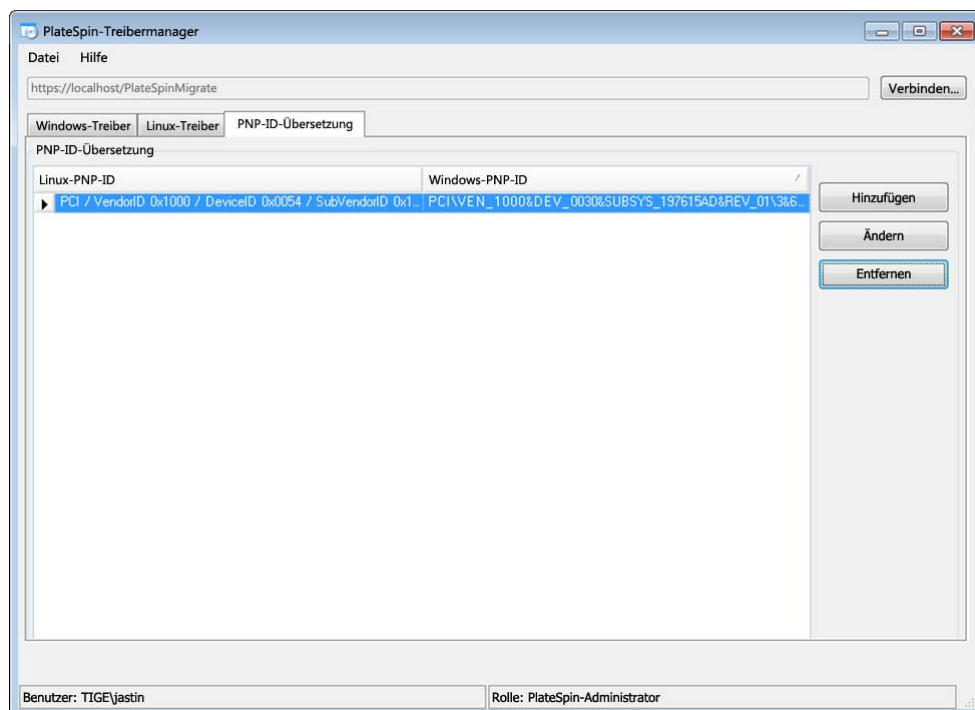 PlateSpin-Treibermanager
Datei Hilfe
https://localhost/PlateSpinMigrate Verbinden...
Windows-Treiber Linux-Treiber PNP-ID-Übersetzung
PNP-ID-Übersetzung
Linux-PNP-ID Windows-PNP-ID
PCI / VendorID 0x1000 / DeviceID 0x0054 / SubVendorID 0x1... PCI\VEN_1000&DEV_0030&SUBSYS_197615AD&REV_01\3&6...
Hinzufügen
Ändern
Entfernen
Benutzer: TIGE\jastin Rolle: PlateSpin-Administrator